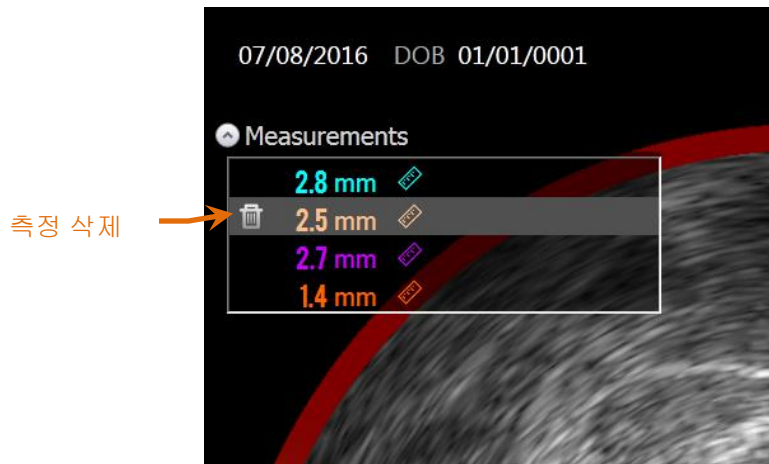 07/08/2016 DOB 01/01/0001
Measurements
2.8 mm
측정 삭제
2.5 mm
2.7 mm
1.4 mm